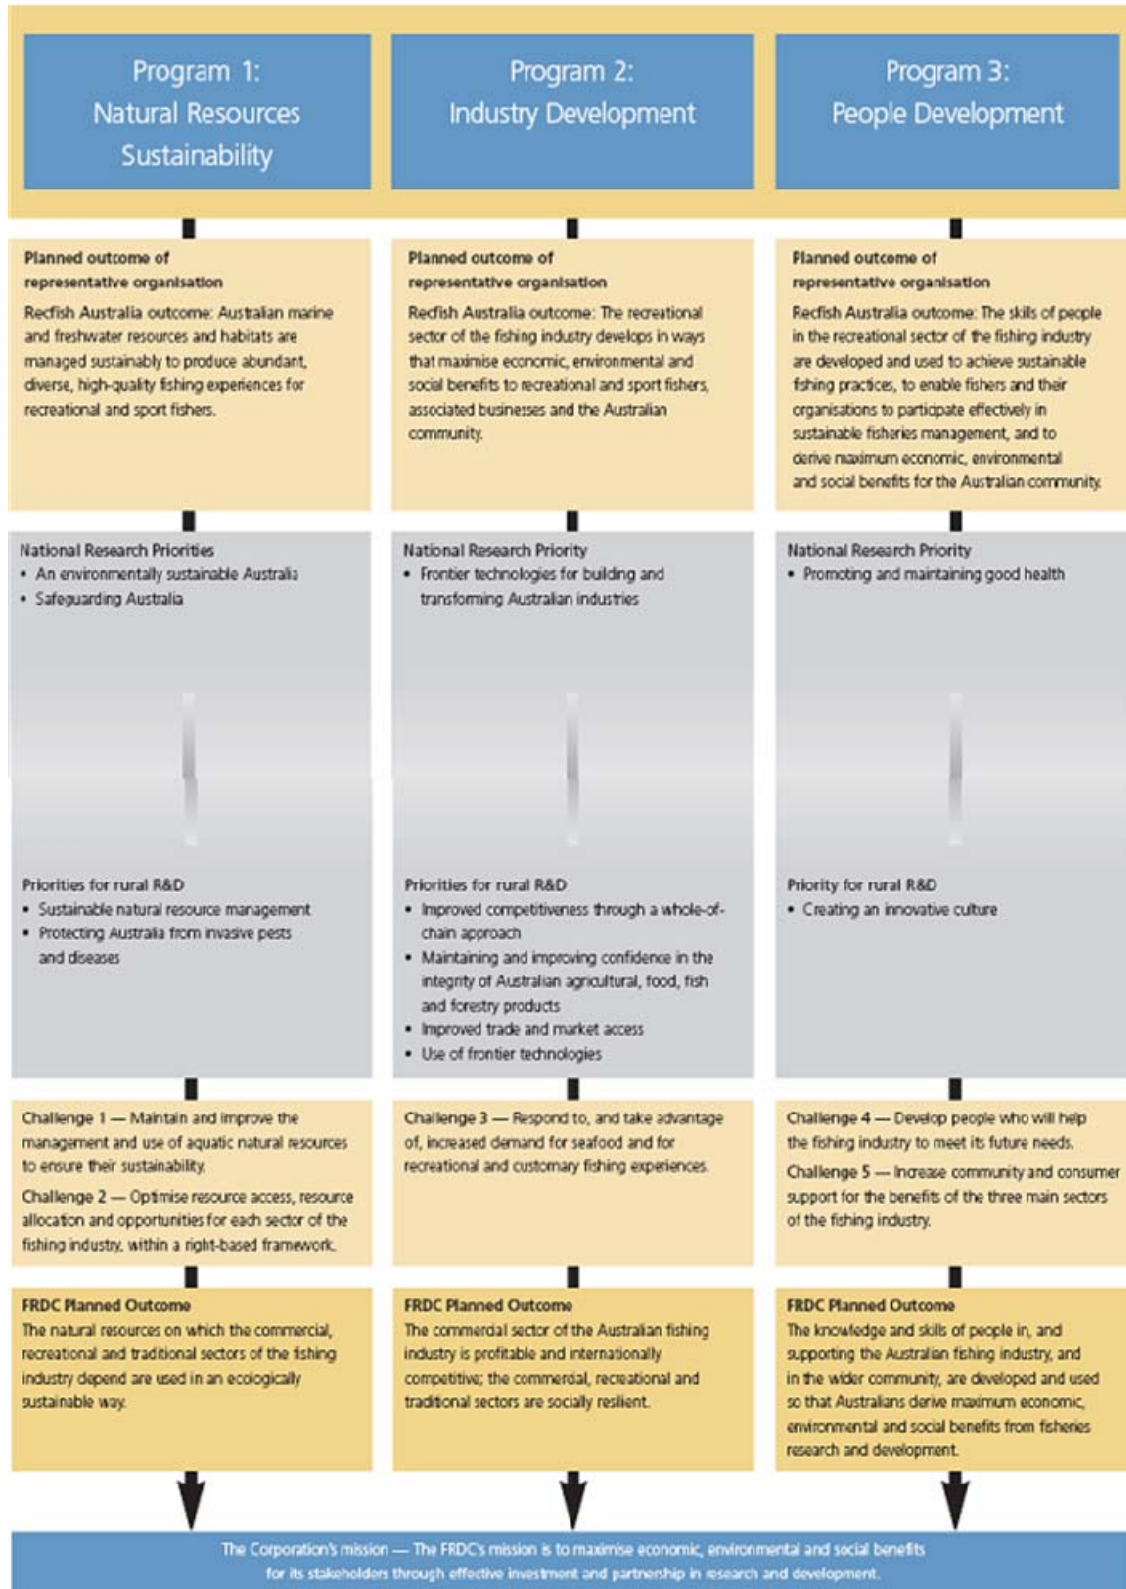 Program 1:
Natural Resources
Sustainability
Program 2:
Industry Development
Program 3:
People Development
Planned outcome of
representative organisation
Recfish Australia outcome: Australian marine
and freshwater resources and habitats are
managed sustainably to produce abundant,
diverse, high-quality fishing experiences for
recreational and sport fishers.
Planned outcome of
representative organisation
Recfish Australia outcome: The recreational
sector of the fishing industry develops in ways
that maximise economic, environmental and
social benefits to recreational and sport fishers,
associated businesses and the Australian
community.
Planned outcome of
representative organisation
Recfish Australia outcome: The skills of people
in the recreational sector of the fishing industry
are developed and used to achieve sustainable
fishing practices, to enable fishers and their
organisations to participate effectively in
sustainable fisheries management, and to
derive maximum economic, environmental
and social benefits for the Australian community.
National Research Priorities
• An environmentally sustainable Australia
• Safeguarding Australia
National Research Priority
• Frontier technologies for building and
transforming Australian industries
National Research Priority
• Promoting and maintaining good health
Priorities for rural R&D
• Sustainable natural resource management
• Protecting Australia from invasive pests
and diseases
Priorities for rural R&D
• Improved competitiveness through a whole-of-
chain approach
• Maintaining and improving confidence in the
integrity of Australian agricultural, food, fish
and forestry products
• Improved trade and market access
• Use of frontier technologies
Priority for rural R&D
• Creating an innovative culture
Challenge 1 — Maintain and improve the
management and use of aquatic natural resources
to ensure their sustainability.
Challenge 2 — Optimise resource access, resource
allocation and opportunities for each sector of the
fishing industry, within a right-based framework.
Challenge 3 — Respond to, and take advantage
of, increased demand for seafood and for
recreational and customary fishing experiences.
Challenge 4 — Develop people who will help
the fishing industry to meet its future needs.
Challenge 5 — Increase community and consumer
support for the benefits of the three main sectors
of the fishing industry.
FRDC Planned Outcome
The natural resources on which the commercial,
recreational and traditional sectors of the fishing
industry depend are used in an ecologically
sustainable way.
FRDC Planned Outcome
The commercial sector of the Australian fishing
industry is profitable and internationally
competitive; the commercial, recreational and
traditional sectors are socially resilient.
FRDC Planned Outcome
The knowledge and skills of people in, and
supporting the Australian fishing industry, and
in the wider community, are developed and used
so that Australians derive maximum economic,
environmental and social benefits from fisheries
research and development.
The Corporation's mission — The FRDC's mission is to maximise economic, environmental and social benefits
for its stakeholders through effective investment and partnership in research and development.